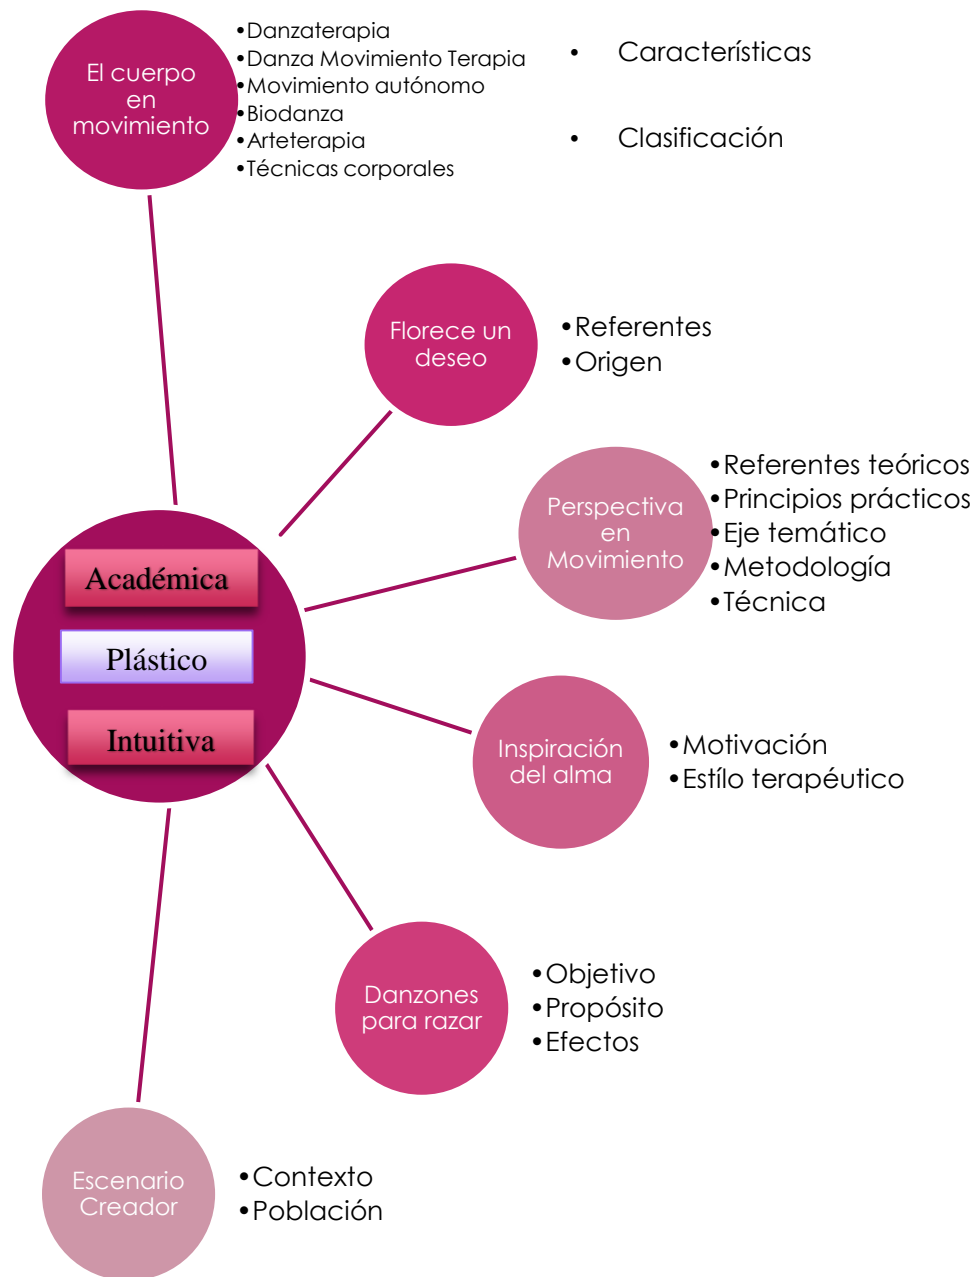 El cuerpo
en
movimiento
•Danzaterapia
•Danza Movimiento Terapia
•Movimiento autónomo
•Biodanza
•Arteterapia
•Técnicas corporales
• Características
• Clasificación
Florece un
deseo
•Referentes
•Origen
Perspectiva
en
Movimiento
•Referentes teóricos
•Principios prácticos
•Eje temático
•Metodología
•Técnica
Académica
Plástico
Intuitiva
Inspiración
del alma
•Motivación
•Estílo terapéutico
Danzones
para razar
•Objetivo
•Propósito
•Efectos
Escenario
Creador
•Contexto
•Población